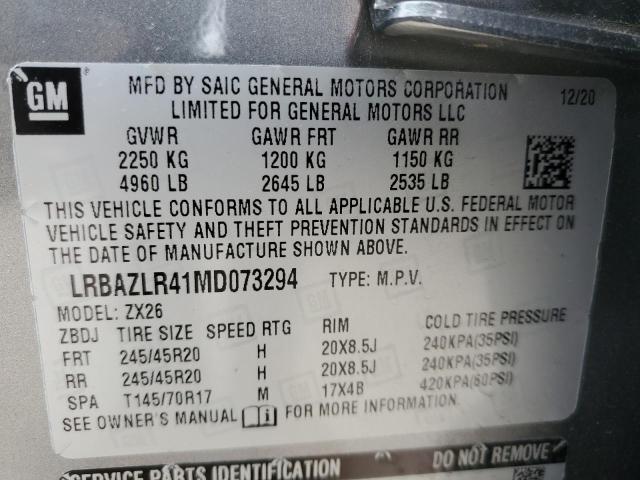 GM
MFD BY SAIC GENERAL MOTORS CORPORATION 12/20
LIMITED FOR GENERAL MOTORS LLC
GVWR GAWR FRT GAWR RR
2250 KG 1200 KG 1150 KG
4960 LB 2645 LB 2535 LB
THIS VEHICLE CONFORMS TO ALL APPLICABLE U.S. FEDERAL MOTOR
VEHICLE SAFETY AND THEFT PREVENTION STANDARDS IN EFFECT ON
THE DATE OF MANUFACTURE SHOWN ABOVE.
LRBAZLR41MD073294 TYPE: M.P.V.
MODEL: ZX26
ZBDJ TIRE SIZE SPEED RTG RIM COLD TIRE PRESSURE
FRT 245/45R20 H 20X8.5J 240KPA(35PSI)
RR 245/45R20 H 20X8.5J 240KPA(35PSI)
SPA T145/70R17 M 17X4B 420KPA(60PSI)
SEE OWNER'S MANUAL i FOR MORE INFORMATION.
SERVICE PARTS IDENTIFICATION DO NOT REMOVE